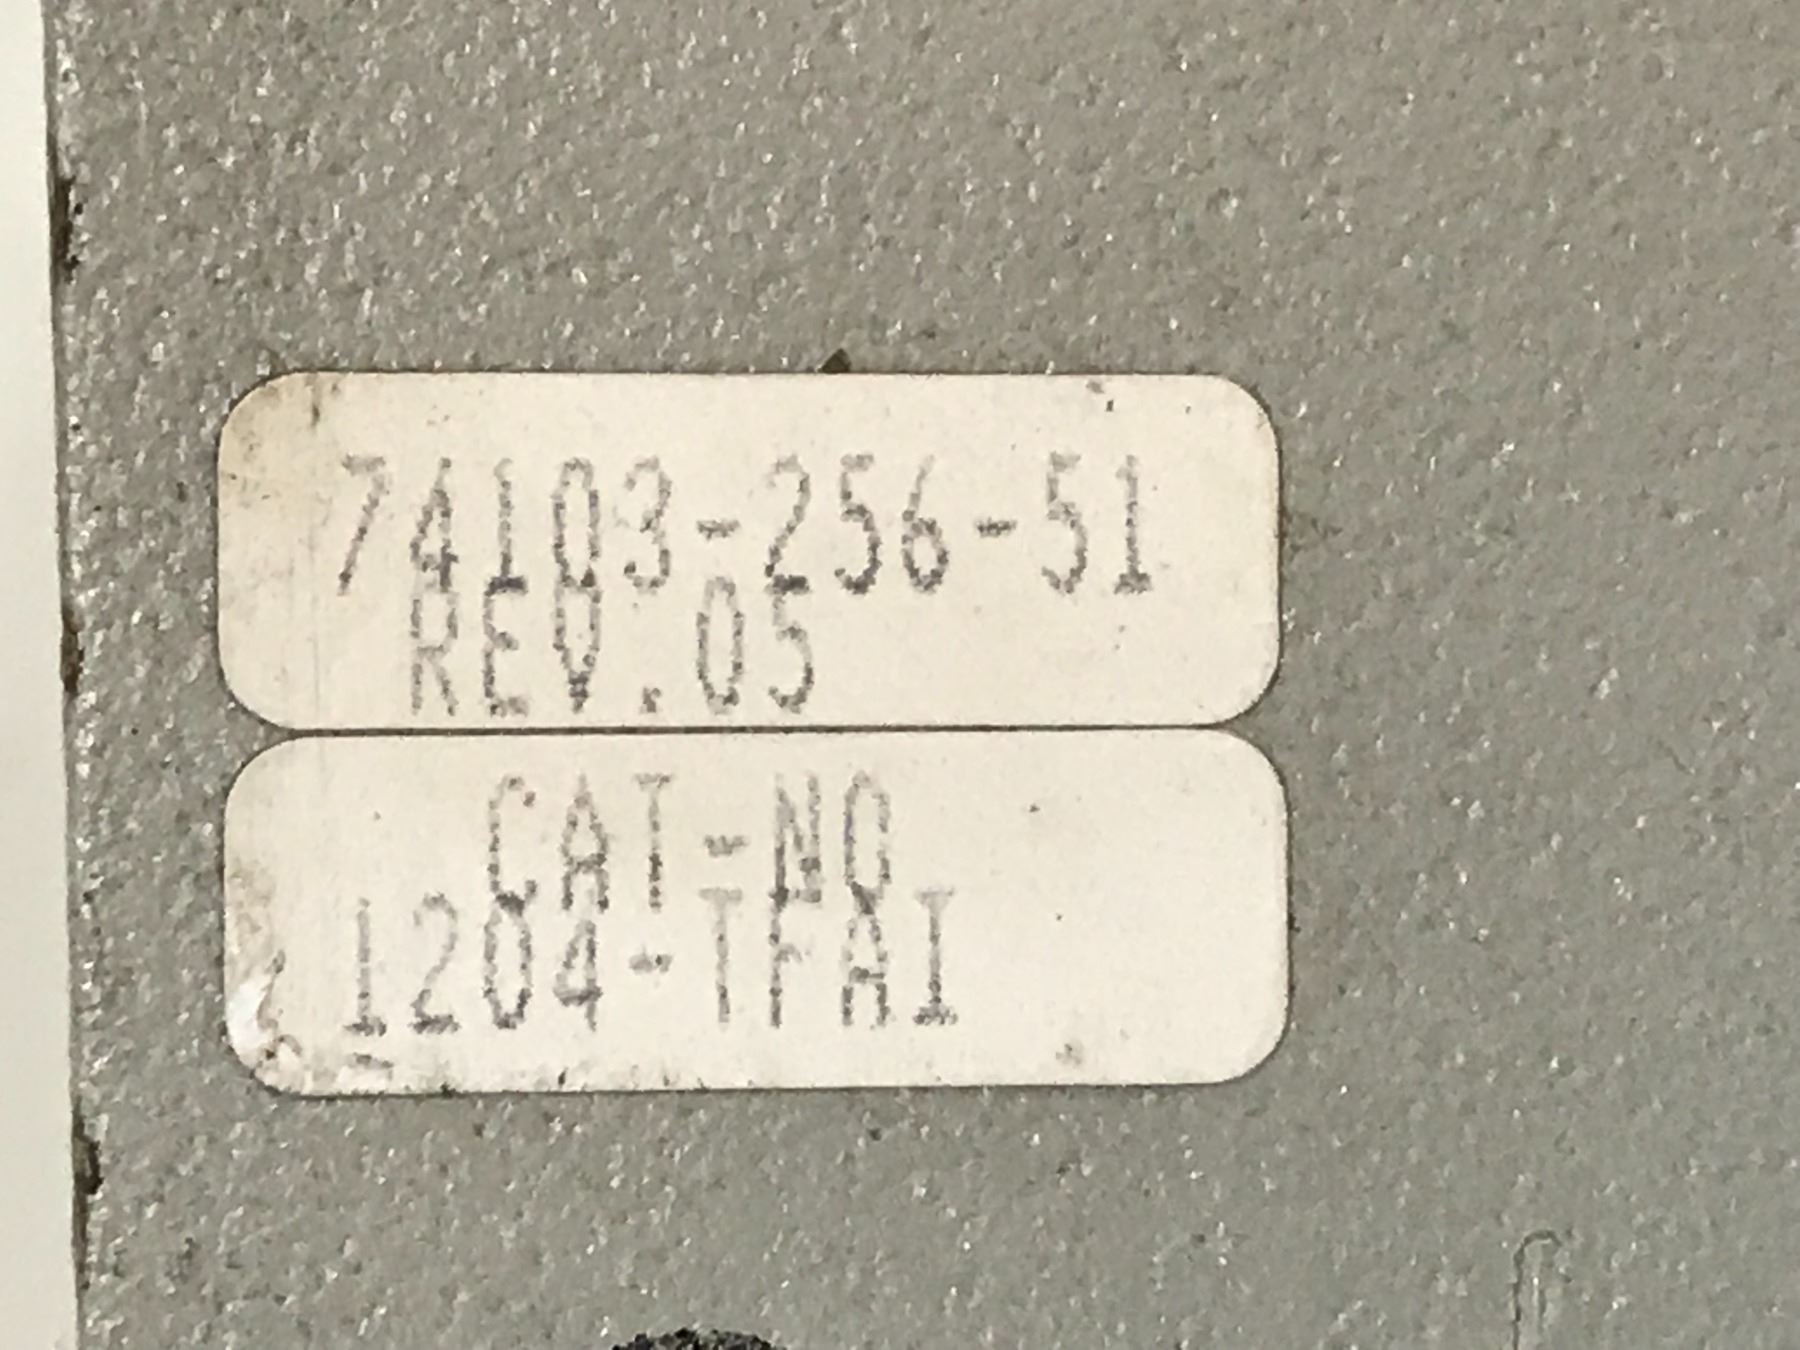 74103-256-51
REV.05
CAT-NO
1204-TFAI